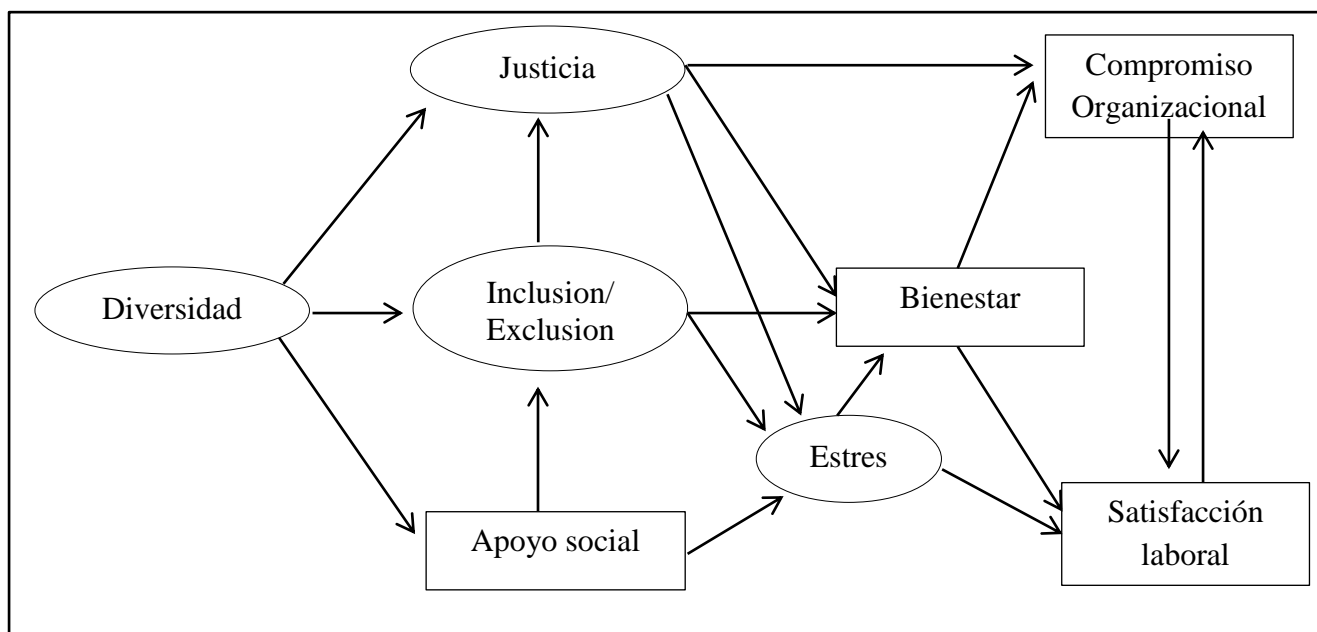 Justicia
Compromiso
Organizacional
Diversidad
Inclusion/
Exclusion
Bienestar
Estres
Apoyo social
Satisfacción
laboral